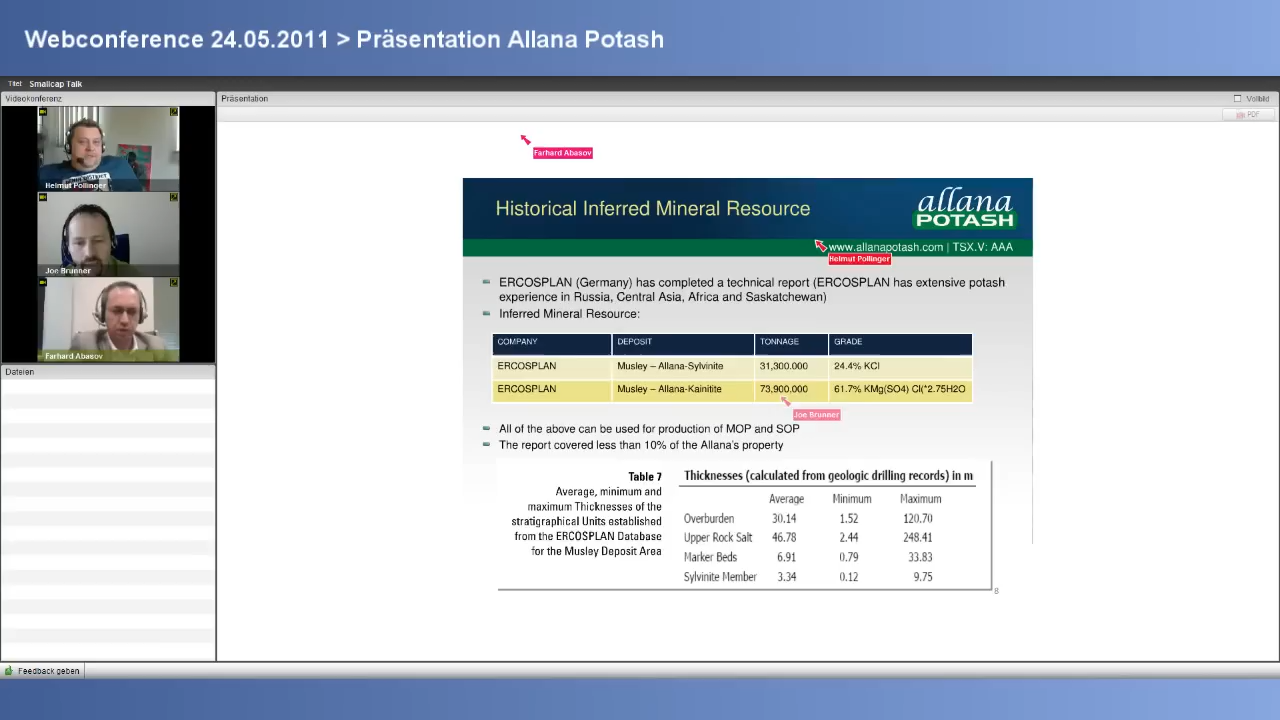 Webconference 24.05.2011 > Präsentation Allana Potash
Titel Smallcap Talk
Videokonferenz
Präsentation
Vollbild
PDF
Helmut Pollinger
Joe Brunner
Farhard Abasov
Dateien
Farhard Abasov
Historical Inferred Mineral Resource
allana
POTASH
www.allanapotash.com | TSX.V: AAA
Helmut Pollinger
ERCOSPLAN (Germany) has completed a technical report (ERCOSPLAN has extensive potash
experience in Russia, Central Asia, Africa and Saskatchewan)
Inferred Mineral Resource:
COMPANY DEPOSIT TONNAGE GRADE
ERCOSPLAN Musley – Allana-Sylvinite 31,300.000 24.4% KCl
ERCOSPLAN Musley – Allana-Kainitite 73,900.000 61.7% KMg(SO4) Cl(*2.75H2O
Joe Brunner
All of the above can be used for production of MOP and SOP
The report covered less than 10% of the Allana's property
Table 7
Average, minimum and
maximum Thicknesses of the
stratigraphical Units established
from the ERCOSPLAN Database
for the Musley Deposit Area
Thicknesses (calculated from geologic drilling records) in m
Average Minimum Maximum
Overburden 30.14 1.52 120.70
Upper Rock Salt 46.78 2.44 248.41
Marker Beds 6.91 0.79 33.83
Sylvinite Member 3.34 0.12 9.75
8
Feedback geben